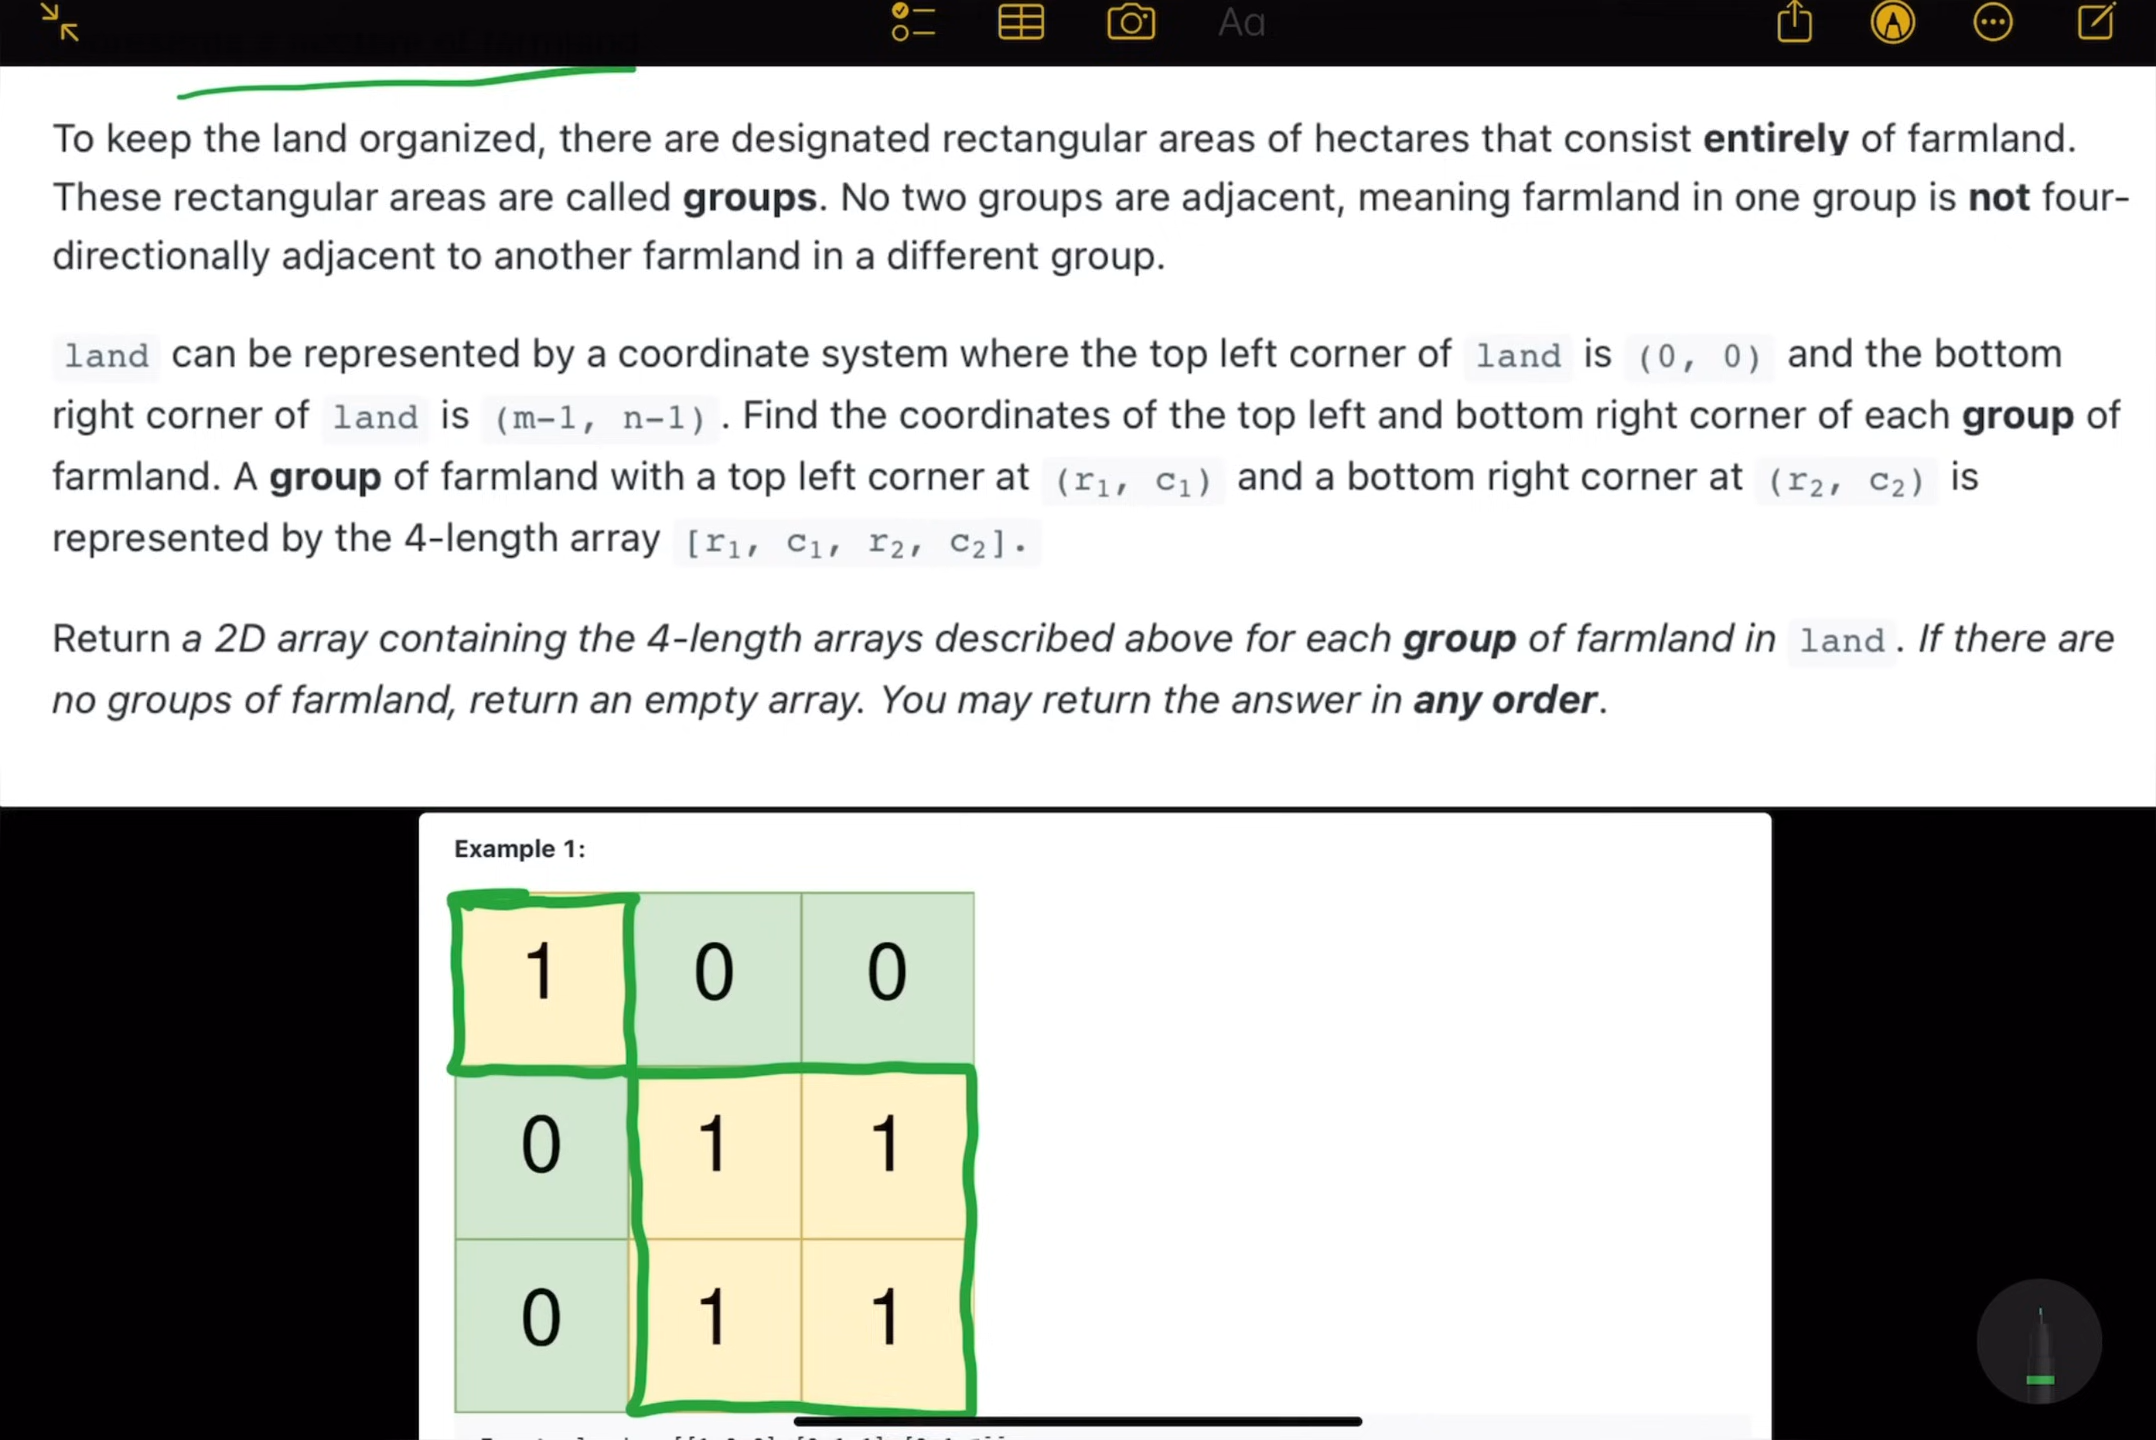 Aa
To keep the land organized, there are designated rectangular areas of hectares that consist entirely of farmland.
These rectangular areas are called groups. No two groups are adjacent, meaning farmland in one group is not four-
directionally adjacent to another farmland in a different group.
land can be represented by a coordinate system where the top left corner of land is (0, 0) and the bottom
right corner of land is (m-1, n-1) . Find the coordinates of the top left and bottom right corner of each group of
farmland. A group of farmland with a top left corner at (r₁, c₁) and a bottom right corner at (r₂, c₂) is
represented by the 4-length array [r₁, c₁, r₂, c₂].
Return a 2D array containing the 4-length arrays described above for each group of farmland in land . If there are
no groups of farmland, return an empty array. You may return the answer in any order.
Example 1:
1 0 0
0 1 1
0 1 1